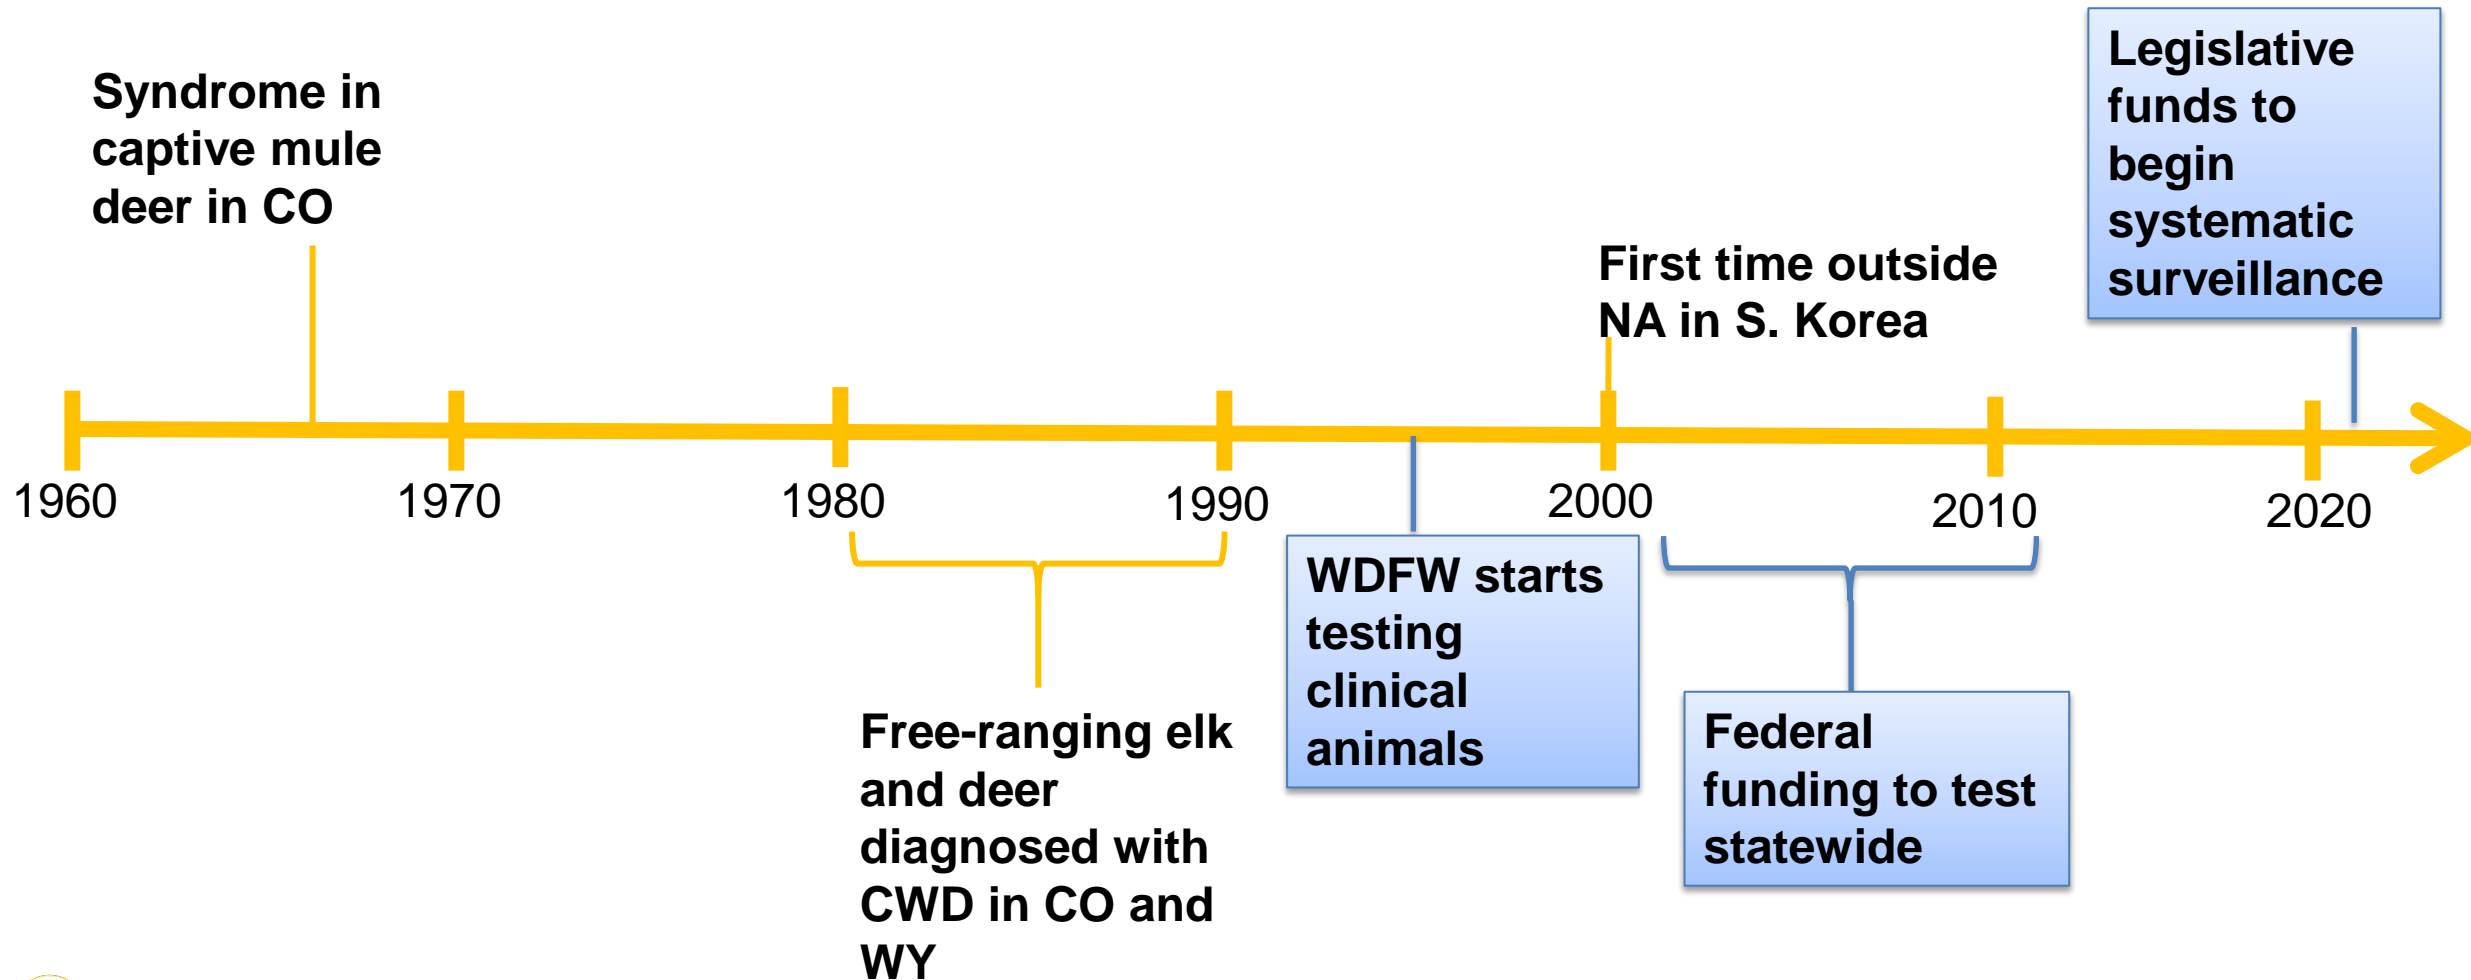 Syndrome in
captive mule
deer in CO
First time outside
NA in S. Korea
Legislative
funds to
begin
systematic
surveillance
1960
1970
1980
1990
2000
2010
2020
Free-ranging elk
and deer
diagnosed with
CWD in CO and
WY
WDFW starts
testing
clinical
animals
Federal
funding to test
statewide